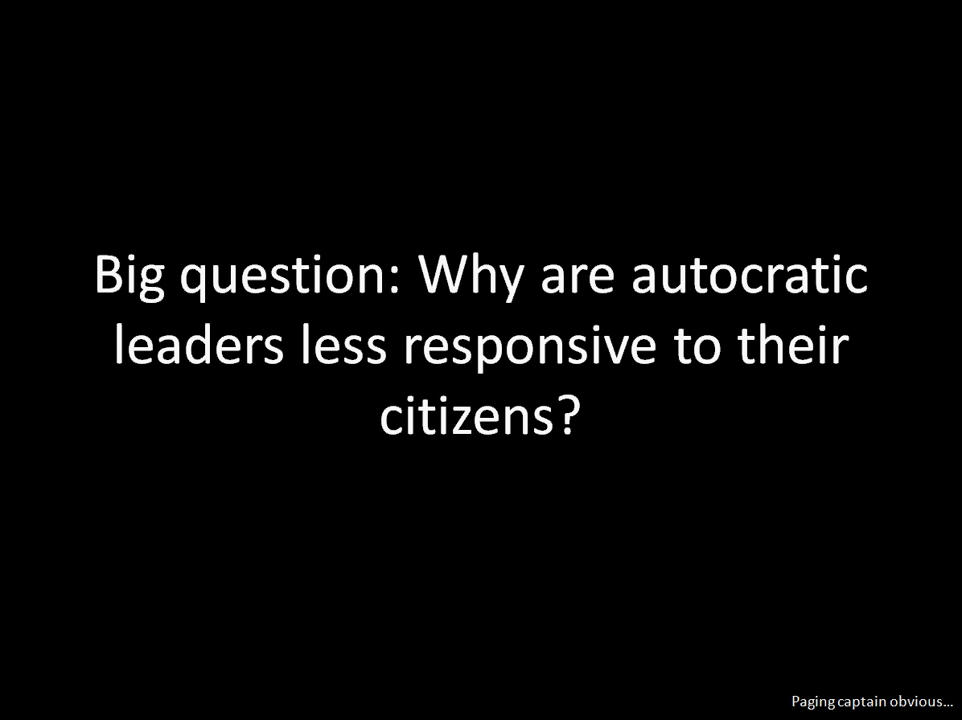 Big question: Why are autocratic
leaders less responsive to their
citizens?
Paging captain obvious…